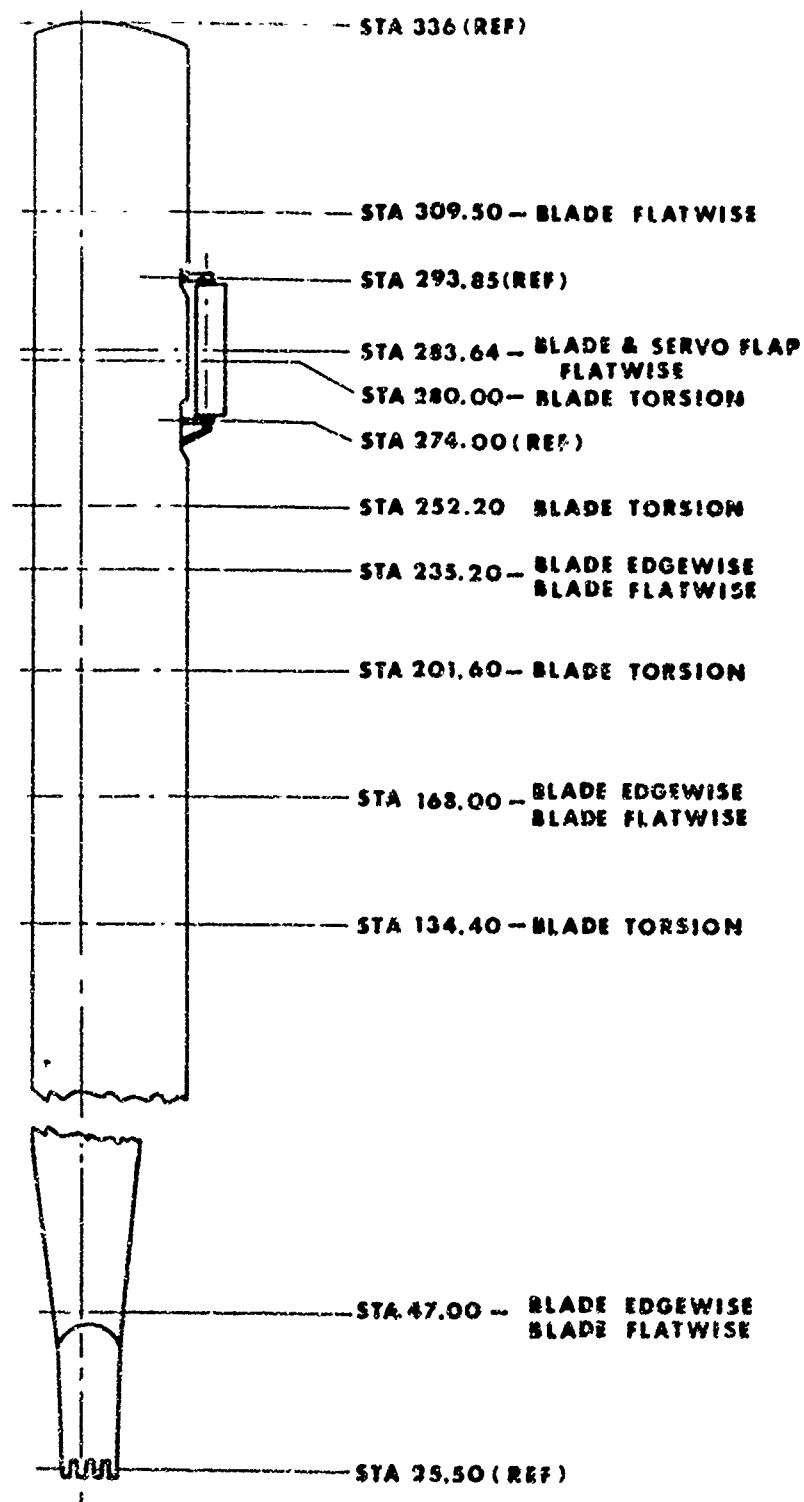 STA 336 (REF)
STA 309.50 - BLADE FLATWISE
STA 293.85(REF)
STA 283.64 - BLADE & SERVO FLAP
FLATWISE
STA 280.00 - BLADE TORSION
STA 274.00 (REF)
STA 252.20 BLADE TORSION
STA 235.20 - BLADE EDGEWISE
BLADE FLATWISE
STA 201.60 - BLADE TORSION
STA 168.00 - BLADE EDGEWISE
BLADE FLATWISE
STA 134.40 - BLADE TORSION
STA 47.00 - BLADE EDGEWISE
BLADE FLATWISE
STA 25.50 (REF)